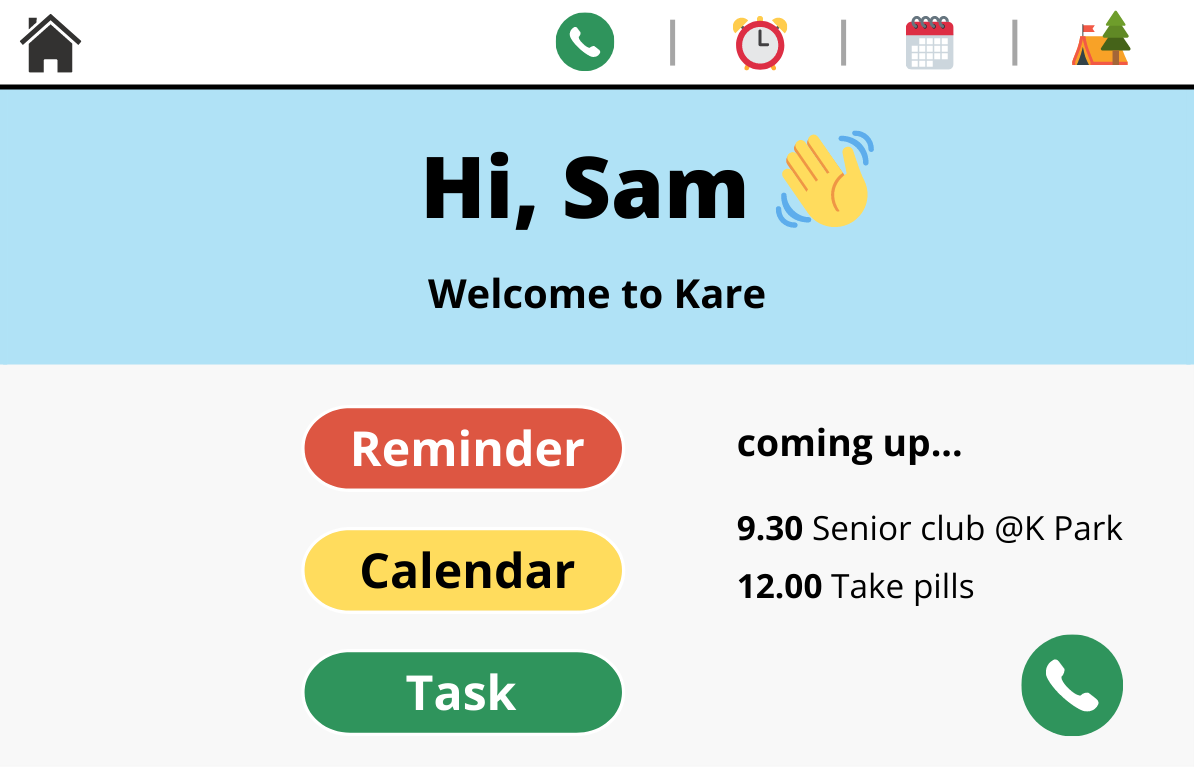 Hi, Sam
Welcome to Kare
Reminder
Calendar
Task
coming up...
9.30 Senior club @K Park
12.00 Take pills